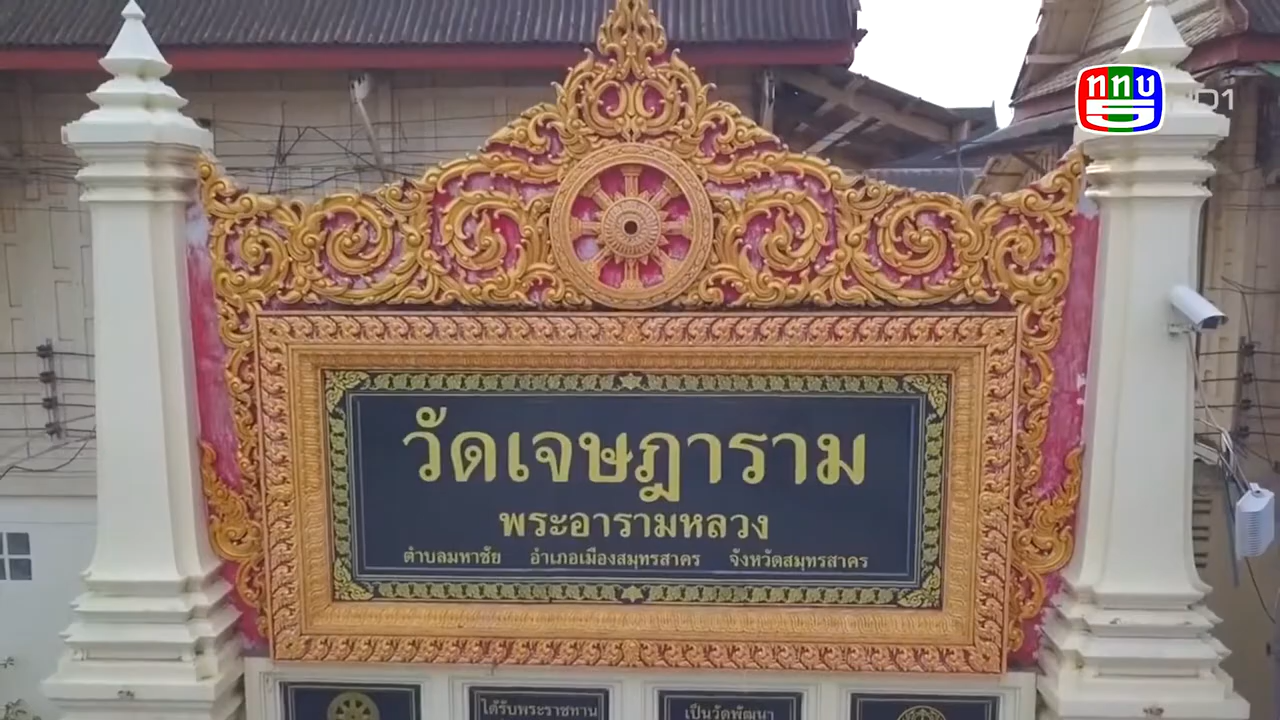 ททบ
HD1
วัดเจษฎาราม
พระอารามหลวง
ตำบลมหาชัย อำเภอเมืองสมุทรสาคร จังหวัดสมุทรสาคร
ได้รับพระราชทาน
เป็นวัดพัฒนา